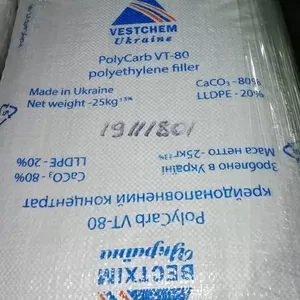 VESTCHEM
Ukraine
PolyCarb VT-80
polyethylene filler
Made in Ukraine
Net weight -25kg
CaCO₃ -80%
LLDPE - 20%
19111801
Маса нетто -25кг
Зроблено в Україні
LLDPE -20%
CaCO₃ -80%
крейдонаповнений концентрат
PolyCarb VT-80
Україна
ВЕСТХІМ